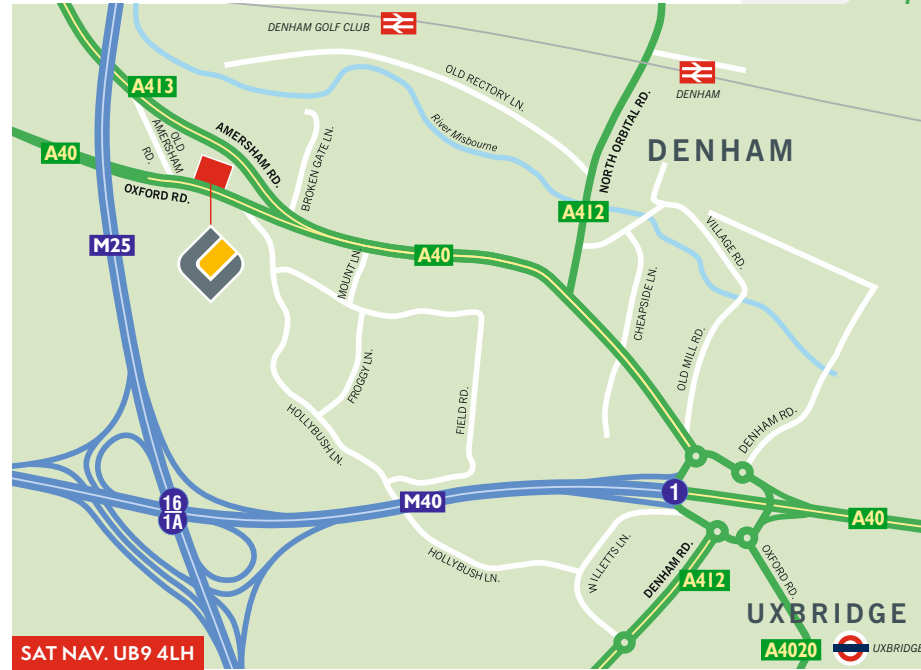 DENHAM GOLF CLUB
DENHAM
OLD RECTORY LN.
River Misbourne
NORTH ORBITAL RD.
DENHAM
A413
A40
OLD
AMERSHAM
RD.
AMERSHAM RD.
BROKEN GATE LN.
OXFORD RD.
A412
VILLAGE RD.
M25
A40
MOUNT LN.
CHEAPSIDE LN.
FROGGY LN.
OLD MILL RD.
FIELD RD.
HOLLYBUSH LN.
DENHAM RD.
16
1A
M40
1
A40
HOLLYBUSH LN.
WILLETTS LN.
DENHAM RD.
A412
OXFORD RD.
UXBRIDGE
A4020
UXBRIDGE
SAT NAV. UB9 4LH